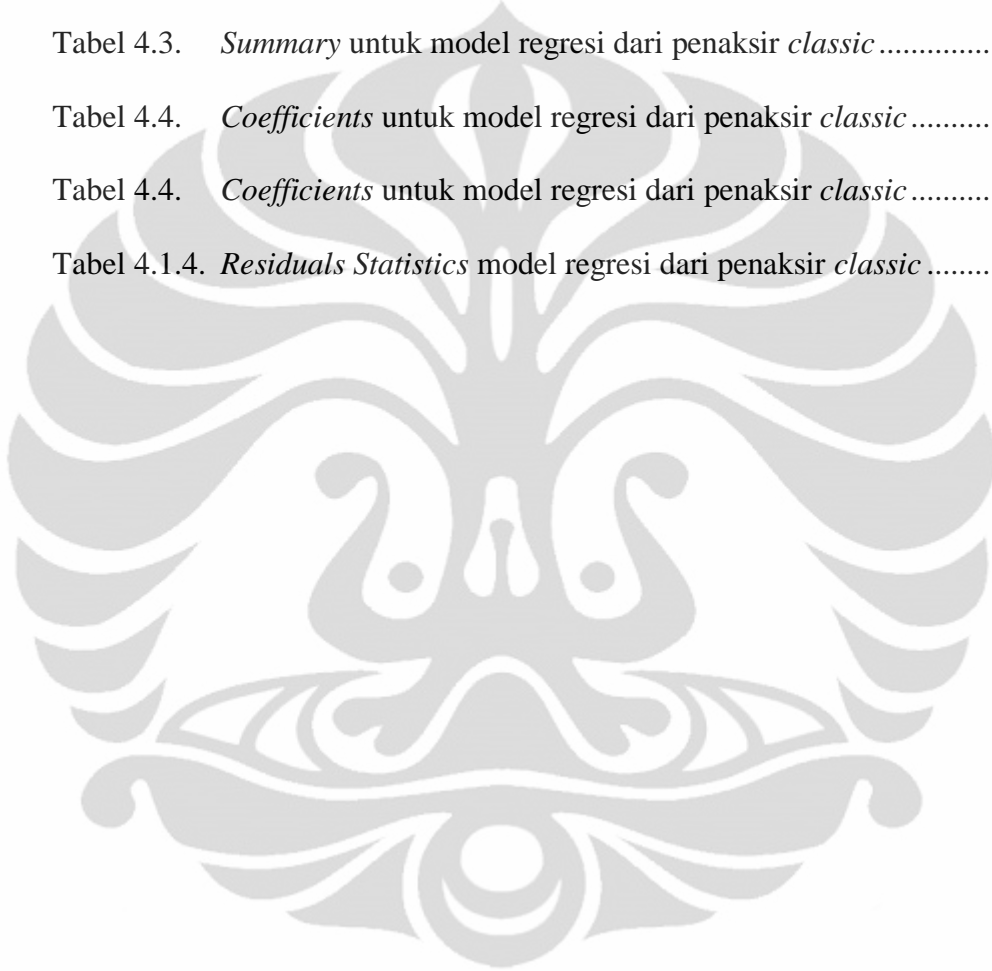 Tabel 4.3. Summary untuk model regresi dari penaksir classic ..............
Tabel 4.4. Coefficients untuk model regresi dari penaksir classic ..........
Tabel 4.4. Coefficients untuk model regresi dari penaksir classic ..........
Tabel 4.1.4. Residuals Statistics model regresi dari penaksir classic ........